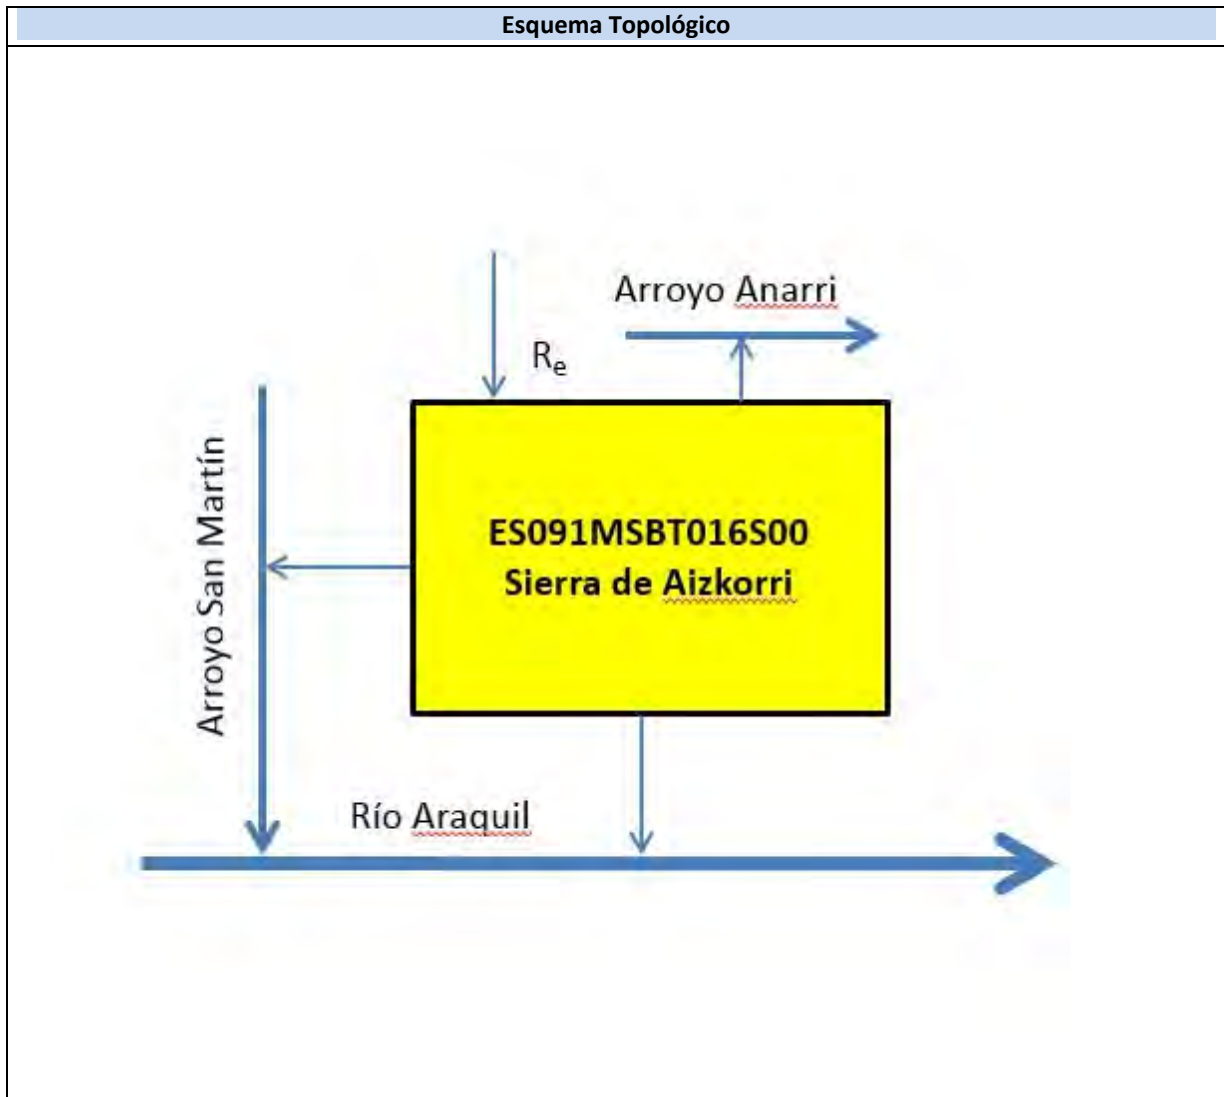 Esquema Topológico
Arroyo Anarri
Re
Arroyo San Martín
ES091MSBT016S00
Sierra de Aizkorri
Río Araquil